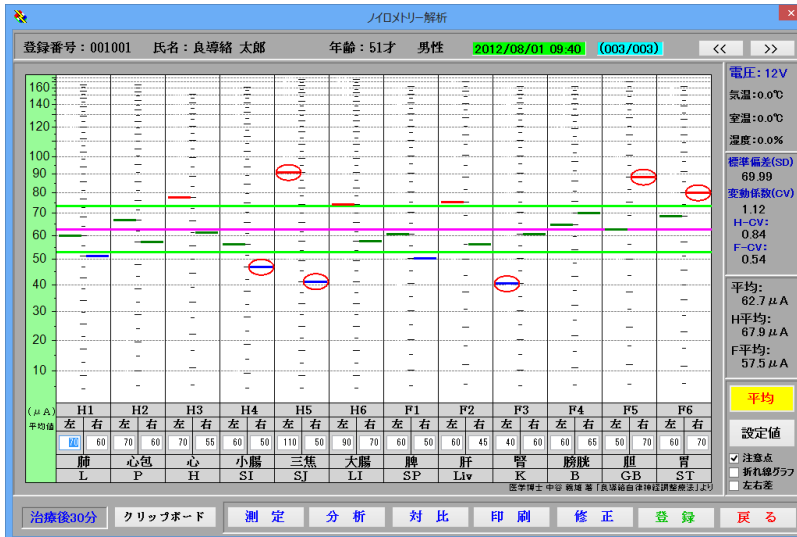 ノイロメトリー解析
登録番号：001001 氏名：良導絡 太郎 年齢：51才 男性 2012/08/01 09:40 (003/003) << >>
電圧：12V
気温：0.0℃
室温：0.0℃
湿度：0.0%
標準偏差(SD)
69.99
変動係数(CV)
1.12
H-CV:
0.84
F-CV:
0.54
平均:
62.7μA
H平均:
67.9μA
F平均:
57.5μA
平均
設定値
✓ 注意点
折れ線グラフ
左右差
160
140
120
100
90
80
70
60
50
40
30
20
10
(μA) H1 H2 H3 H4 H5 H6 F1 F2 F3 F4 F5 F6
平均値 左 右 左 右 左 右 左 右 左 右 左 右 左 右 左 右 左 右 左 右 左 右 左 右
70 60 70 60 70 55 60 50 110 50 90 70 60 50 60 45 40 60 60 65 50 70 60 70
肺 心包 心 小腸 三焦 大腸 脾 肝 腎 膀胱 胆 胃
L P H SI SJ LI SP Liv K B GB ST
医学博士 中谷 義雄 著 「良導絡自律神経調整療法」より
治療後30分 クリップボード 測 定 分 析 対 比 印 刷 修 正 登 録 戻 る